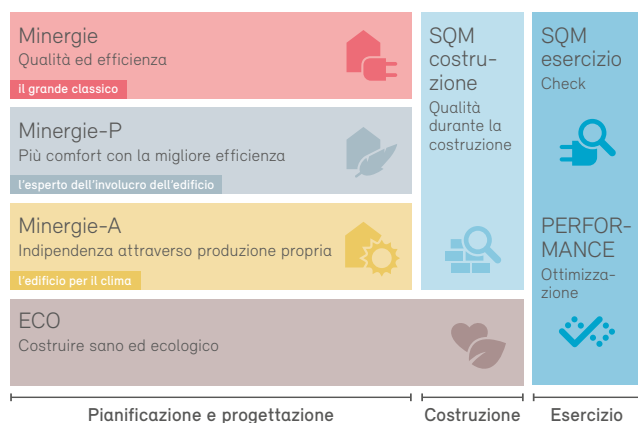 Minergie
Qualità ed efficienza
il grande classico
Minergie-P
Più comfort con la migliore efficienza
l'esperto dell'involucro dell'edificio
Minergie-A
Indipendenza attraverso produzione propria
l'edificio per il clima
ECO
Costruire sano ed ecologico
SQM
costru-
zione
Qualità
durante la
costruzione
SQM
esercizio
Check
PERFOR-
MANCE
Ottimizza-
zione
Pianificazione e progettazione
Costruzione
Esercizio